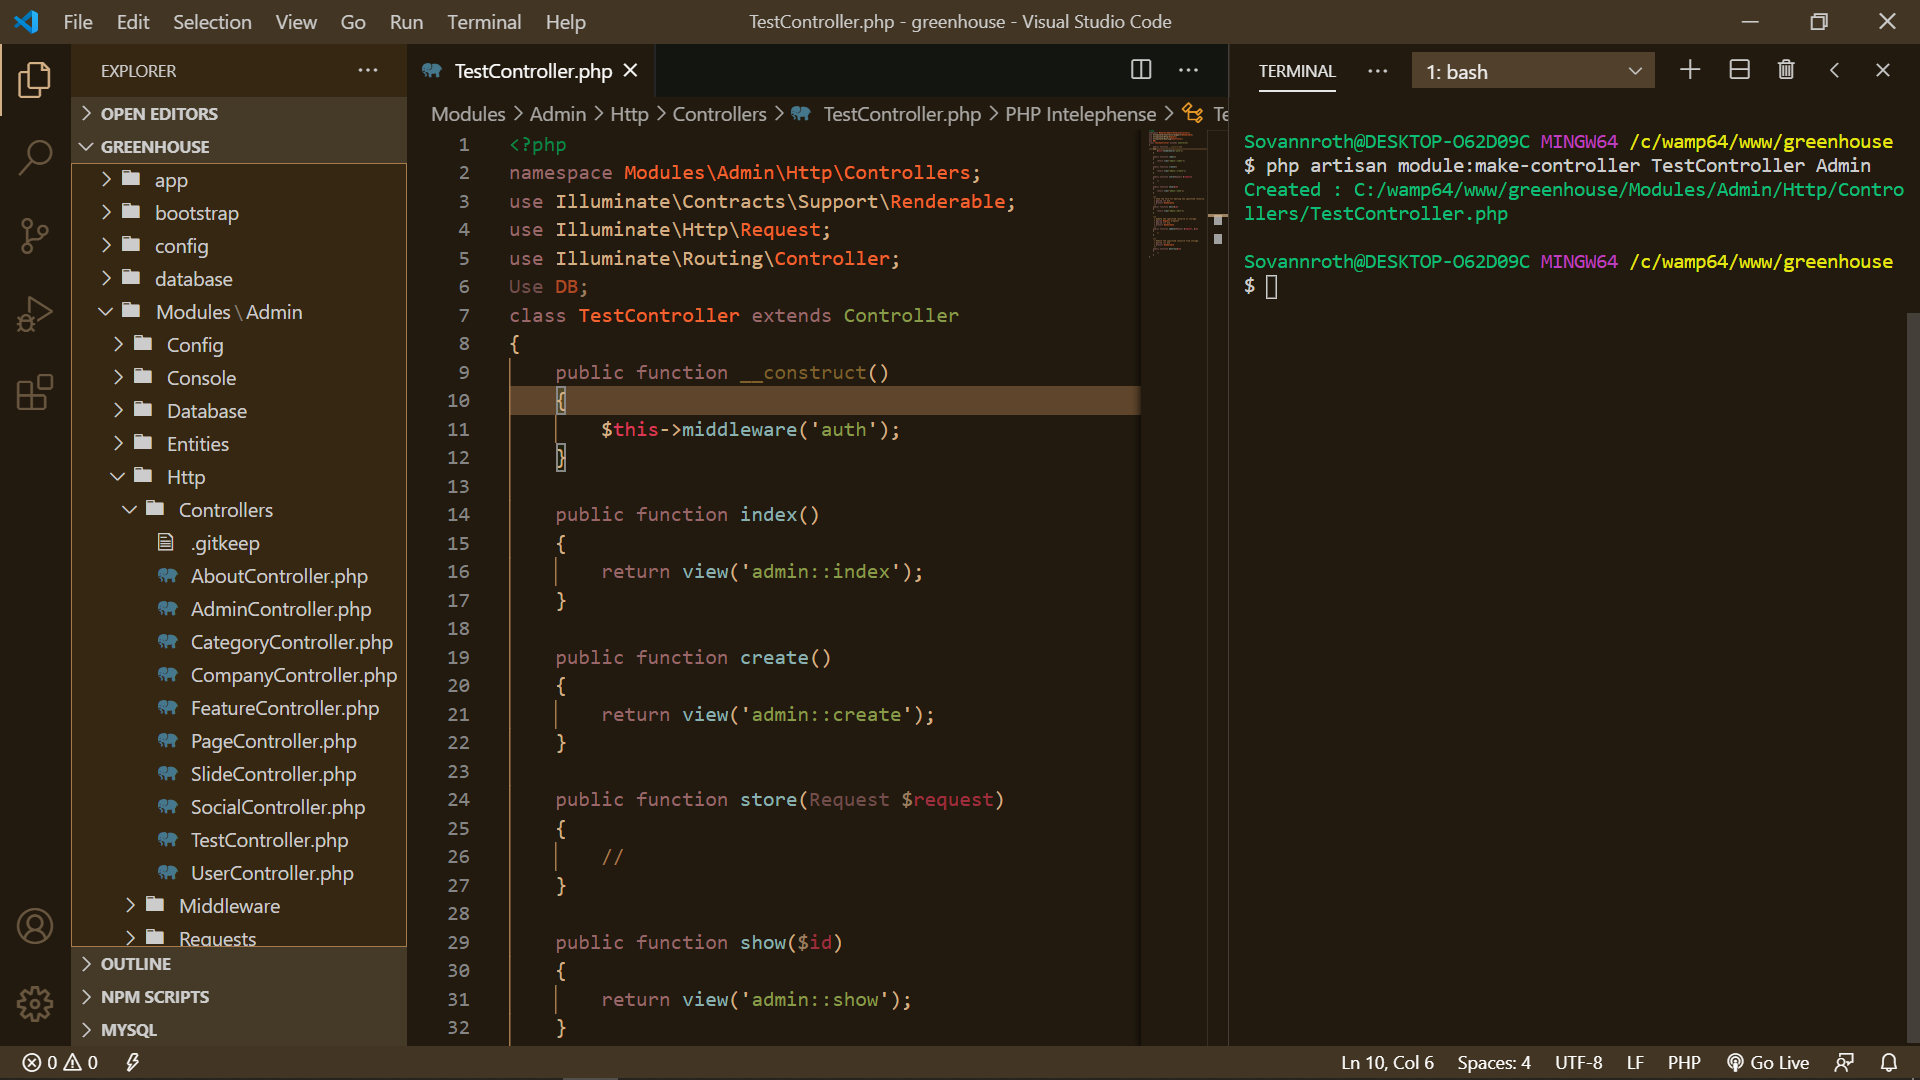 File Edit Selection View Go Run Terminal Help
TestController.php - greenhouse - Visual Studio Code
EXPLORER
OPEN EDITORS
GREENHOUSE
app
bootstrap
config
database
Modules \ Admin
Config
Console
Database
Entities
Http
Controllers
.gitkeep
AboutController.php
AdminController.php
CategoryController.php
CompanyController.php
FeatureController.php
PageController.php
SlideController.php
SocialController.php
TestController.php
UserController.php
Middleware
Requests
OUTLINE
NPM SCRIPTS
MYSQL
TestController.php
Modules > Admin > Http > Controllers > TestController.php > PHP Intelephense > Te
1 <?php
2 namespace Modules\Admin\Http\Controllers;
3 use Illuminate\Contracts\Support\Renderable;
4 use Illuminate\Http\Request;
5 use Illuminate\Routing\Controller;
6 Use DB;
7 class TestController extends Controller
8 {
9 public function __construct()
10 {
11 $this->middleware('auth');
12 }
13
14 public function index()
15 {
16 return view('admin::index');
17 }
18
19 public function create()
20 {
21 return view('admin::create');
22 }
23
24 public function store(Request $request)
25 {
26 //
27 }
28
29 public function show($id)
30 {
31 return view('admin::show');
32 }
TERMINAL
1: bash
Sovannroth@DESKTOP-O62D09C MINGW64 /c/wamp64/www/greenhouse
$ php artisan module:make-controller TestController Admin
Created : C:/wamp64/www/greenhouse/Modules/Admin/Http/Contro
llers/TestController.php
Sovannroth@DESKTOP-O62D09C MINGW64 /c/wamp64/www/greenhouse
$
0 0
Ln 10, Col 6 Spaces: 4 UTF-8 LF PHP Go Live